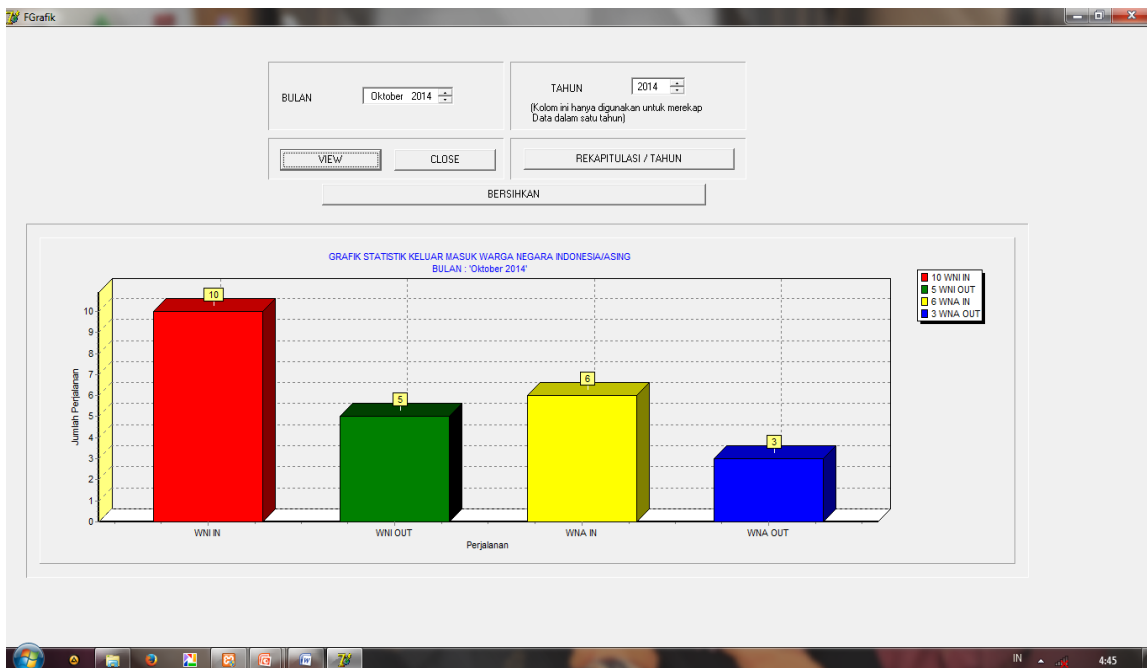 FGrafik
BULAN
Oktober 2014
TAHUN
2014
(Kolom ini hanya digunakan untuk merekap
Data dalam satu tahun)
VIEW
CLOSE
REKAPITULASI / TAHUN
BERSIHKAN
GRAFIK STATISTIK KELUAR MASUK WARGA NEGARA INDONESIA/ASING
BULAN : 'Oktober 2014'
10 WNI IN
5 WNI OUT
6 WNA IN
3 WNA OUT
Jumlah Perjalanan
10
9
8
7
6
5
4
3
2
1
0
10
5
6
3
WNI IN
WNI OUT
WNA IN
WNA OUT
Perjalanan
IN
4:45